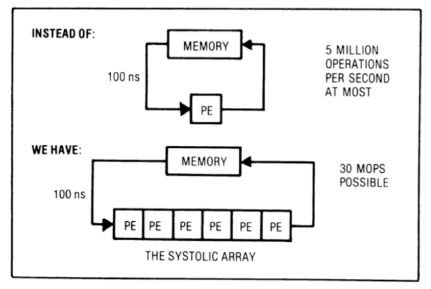 INSTEAD OF:
MEMORY
100 ns
PE
5 MILLION
OPERATIONS
PER SECOND
AT MOST
WE HAVE:
MEMORY
100 ns
PE PE PE PE PE PE
30 MOPS
POSSIBLE
THE SYSTOLIC ARRAY